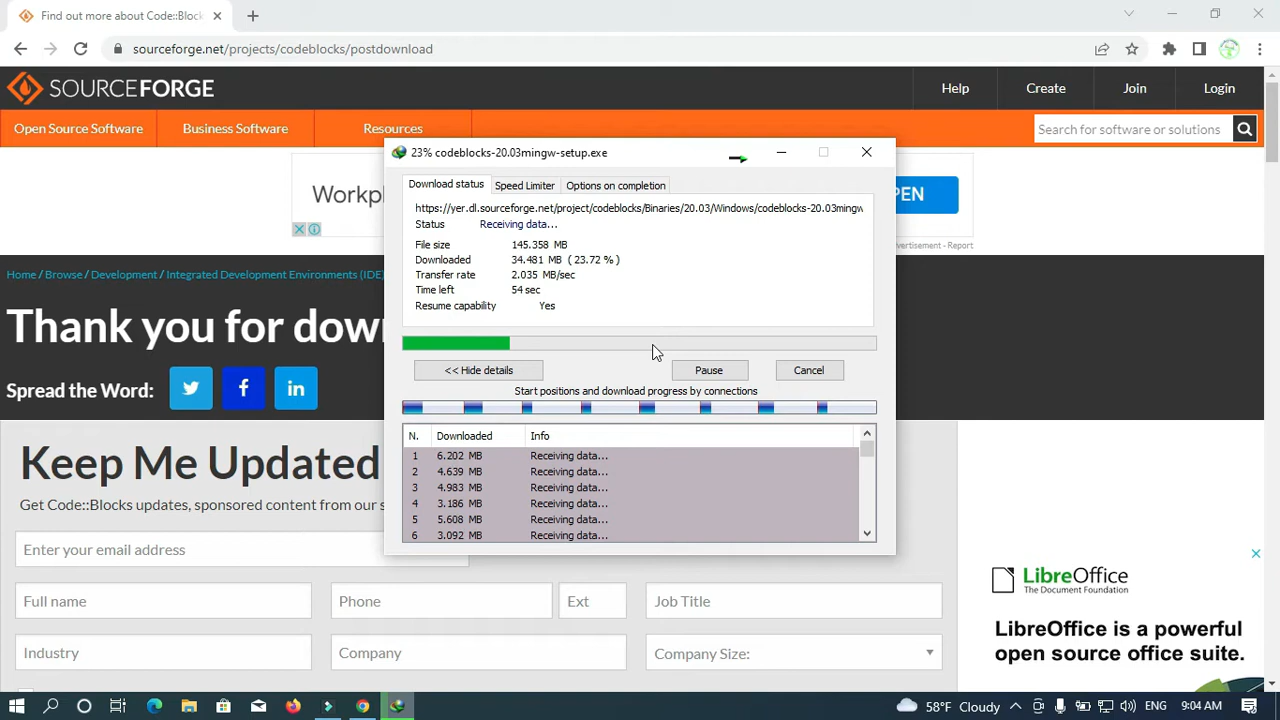 Find out more about Code::Block
sourceforge.net/projects/codeblocks/postdownload
SOURCEFORGE
Help
Create
Join
Login
Open Source Software
Business Software
Resources
Search for software or solutions
Workpl
PEN
vertisement - Report
23% codeblocks-20.03mingw-setup.exe
Download status
Speed Limiter
Options on completion
https://yer.dl.sourceforge.net/project/codeblocks/Binaries/20.03/Windows/codeblocks-20.03mingw
Status Receiving data...
File size 145.358 MB
Downloaded 34.481 MB ( 23.72 % )
Transfer rate 2.035 MB/sec
Time left 54 sec
Resume capability Yes
<< Hide details
Pause
Cancel
Start positions and download progress by connections
N. Downloaded Info
1 6.202 MB Receiving data...
2 4.639 MB Receiving data...
3 4.983 MB Receiving data...
4 3.186 MB Receiving data...
5 5.608 MB Receiving data...
6 3.092 MB Receiving data...
Home / Browse / Development / Integrated Development Environments (IDE)
Thank you for down
Spread the Word:
Keep Me Updated
Get Code::Blocks updates, sponsored content from our s
Enter your email address
Full name
Phone
Ext
Job Title
Industry
Company
Company Size:
LibreOffice
The Document Foundation
LibreOffice is a powerful
open source office suite.
58°F Cloudy
ENG
9:04 AM